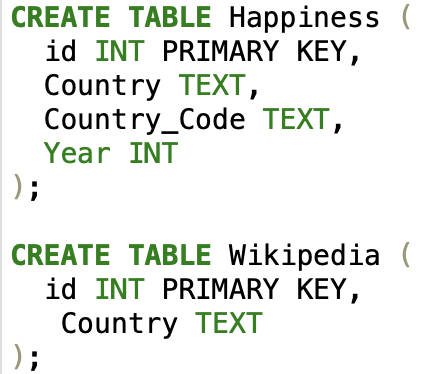 CREATE TABLE Happiness (
  id INT PRIMARY KEY,
  Country TEXT,
  Country_Code TEXT,
  Year INT
);

CREATE TABLE Wikipedia (
  id INT PRIMARY KEY,
   Country TEXT
);